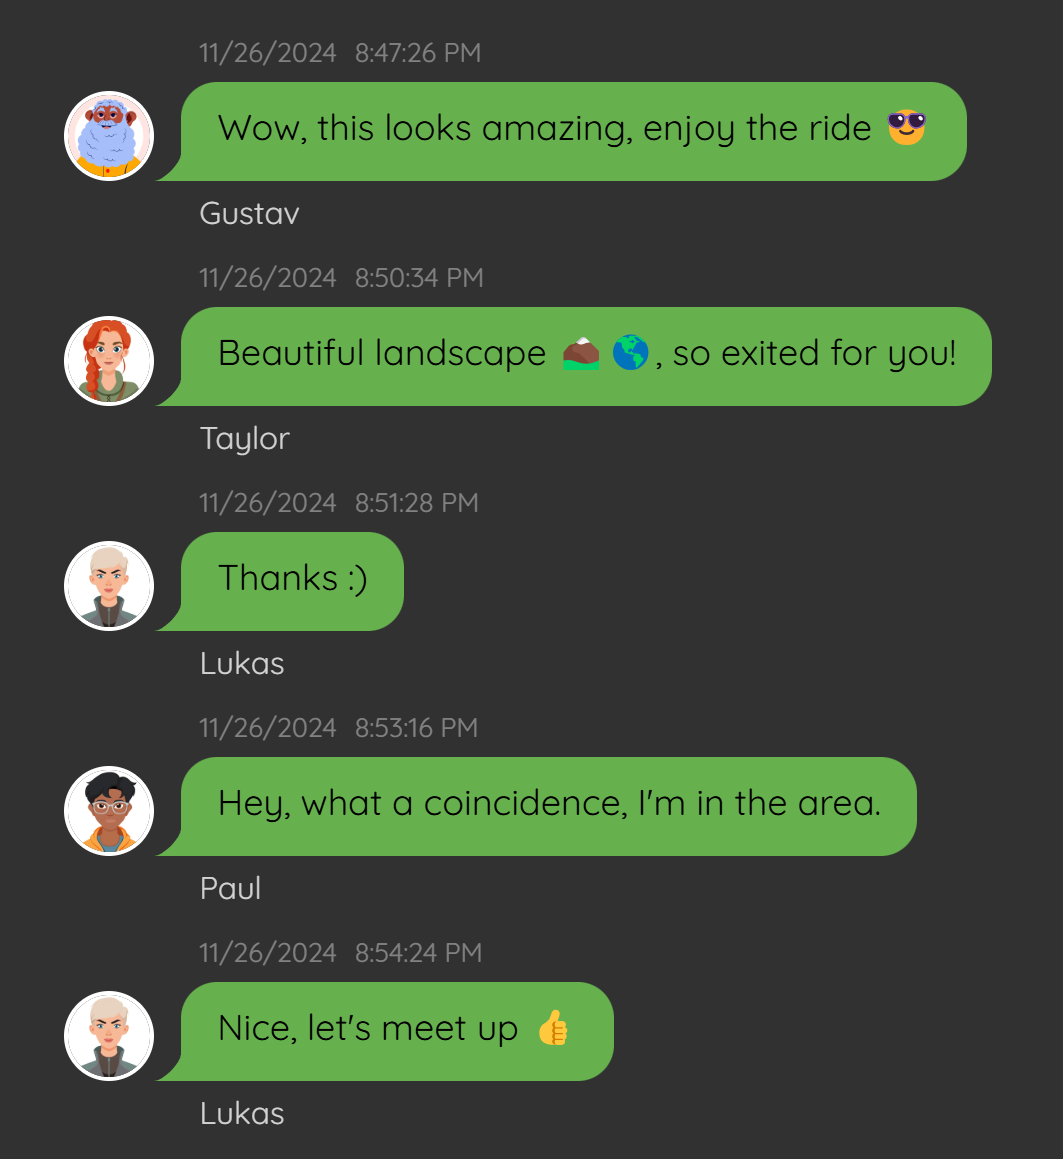 11/26/2024 8:47:26 PM
Wow, this looks amazing, enjoy the ride 😎
Gustav
11/26/2024 8:50:34 PM
Beautiful landscape 🏔️ 🌎, so exited for you!
Taylor
11/26/2024 8:51:28 PM
Thanks :)
Lukas
11/26/2024 8:53:16 PM
Hey, what a coincidence, I'm in the area.
Paul
11/26/2024 8:54:24 PM
Nice, let's meet up 👍
Lukas